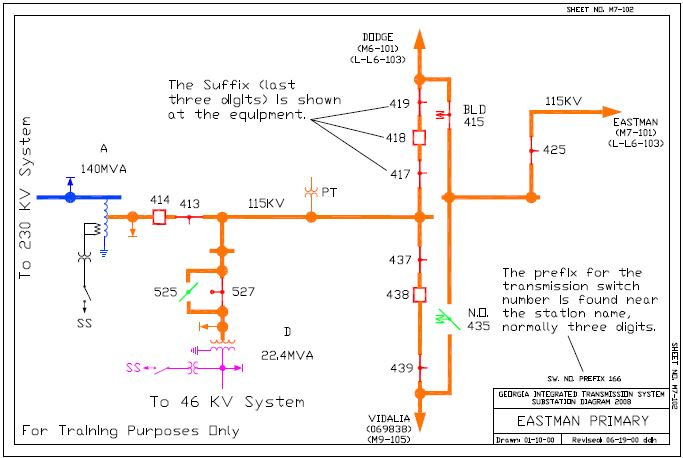 SHEET NO. M7-102
DODGE
(M6-101)
(L-L6-103)
The Suffix (last
three digits) is shown
at the equipment.
419
418
417
BLD
415
115KV
EASTMAN
(M7-101)
(L-L6-103)
425
To 230 KV System
A
140MVA
414
413
115KV
PT
SS
525
527
D
22.4MVA
SS
To 46 KV System
437
438
439
N.O.
435
The prefix for the
transmission switch
number is found near
the station name,
normally three digits.
SW. NO. PREFIX 166
VIDALIA
(069838)
(M9-105)
For Training Purposes Only
GEORGIA INTEGRATED TRANSMISSION SYSTEM
SUBSTATION DIAGRAM 2008
EASTMAN PRIMARY
Drawn: 01-10-00
Revised: 06-19-00 ddh
SHEET NO. M7-102